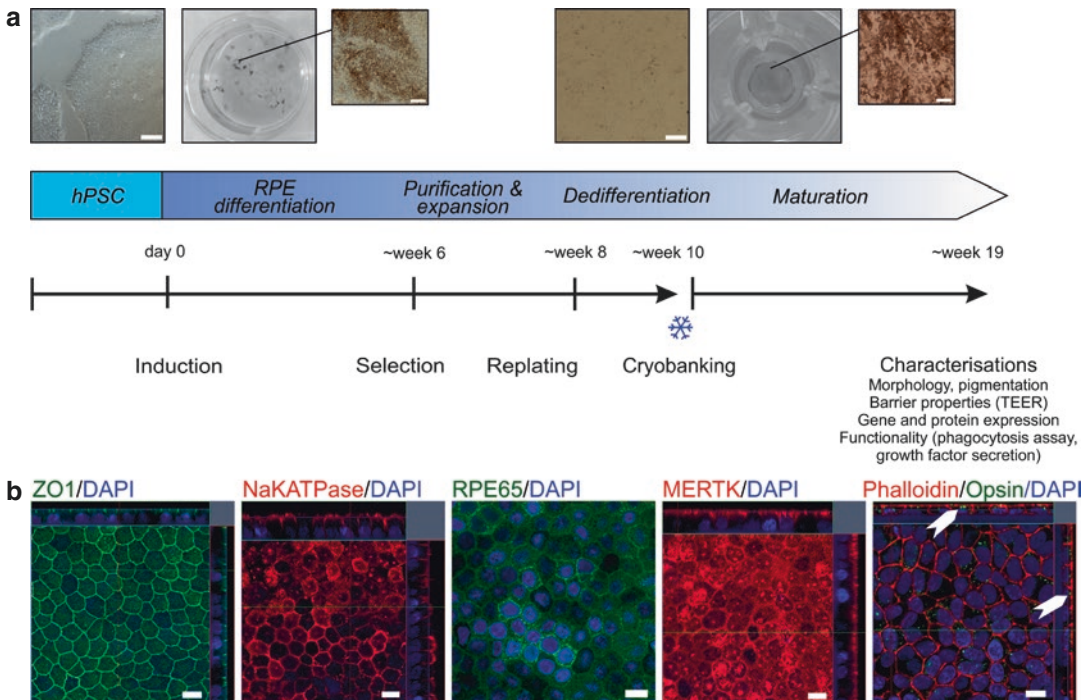 a
hPSC
RPE
differentiation
Purification &
expansion
Dedifferentiation
Maturation
day 0
~week 6
~week 8
~week 10
~week 19
Induction
Selection
Replating
Cryobanking
Characterisations
Morphology, pigmentation
Barrier properties (TEER)
Gene and protein expression
Functionality (phagocytosis assay,
growth factor secretion)
b
ZO1/DAPI
NaKATPase/DAPI
RPE65/DAPI
MERTK/DAPI
Phalloidin/Opsin/DAPI